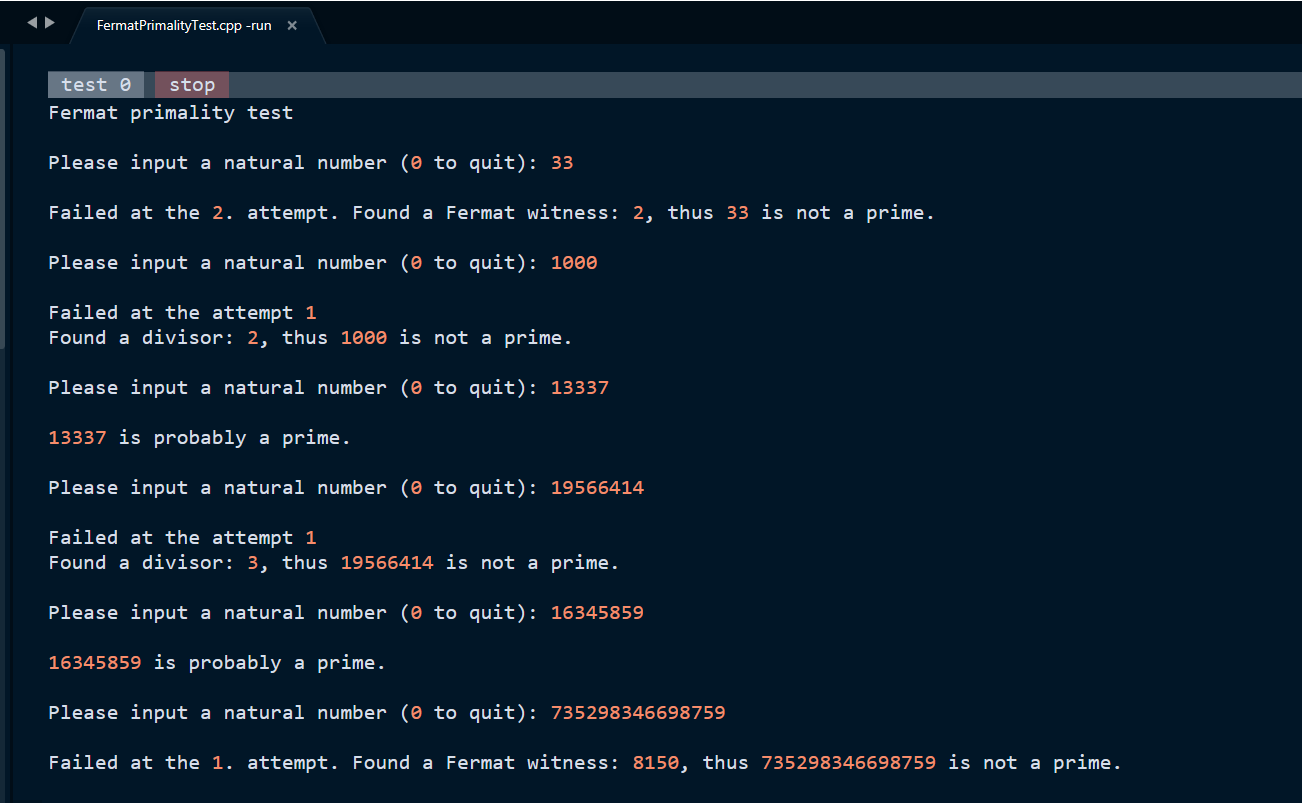 FermatPrimalityTest.cpp -run ×
test 0 stop
Fermat primality test
Please input a natural number (0 to quit): 33
Failed at the 2. attempt. Found a Fermat witness: 2, thus 33 is not a prime.
Please input a natural number (0 to quit): 1000
Failed at the attempt 1
Found a divisor: 2, thus 1000 is not a prime.
Please input a natural number (0 to quit): 13337
13337 is probably a prime.
Please input a natural number (0 to quit): 19566414
Failed at the attempt 1
Found a divisor: 3, thus 19566414 is not a prime.
Please input a natural number (0 to quit): 16345859
16345859 is probably a prime.
Please input a natural number (0 to quit): 735298346698759
Failed at the 1. attempt. Found a Fermat witness: 8150, thus 735298346698759 is not a prime.